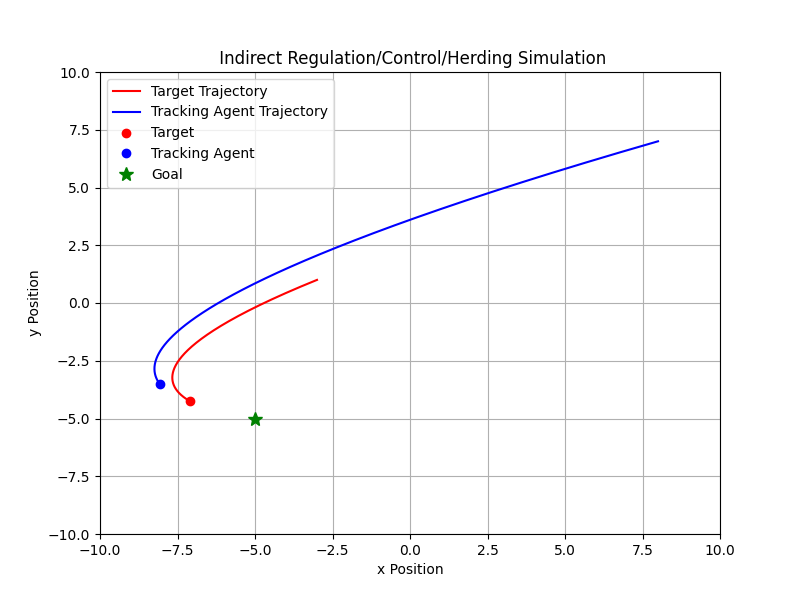 Indirect Regulation/Control/Herding Simulation
10.0
7.5
5.0
2.5
0.0
−2.5
−5.0
−7.5
−10.0
y Position
Target Trajectory
Tracking Agent Trajectory
Target
Tracking Agent
Goal
−10.0 −7.5 −5.0 −2.5 0.0 2.5 5.0 7.5 10.0
x Position